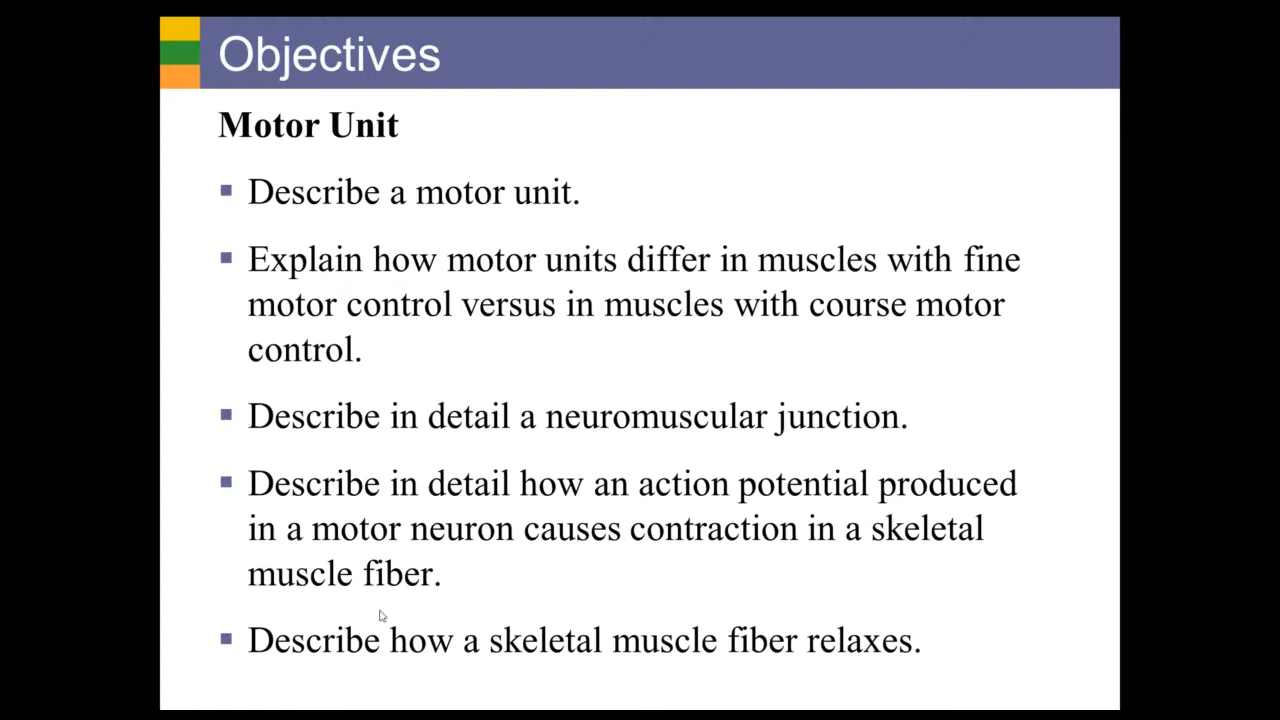 Objectives
Motor Unit
▪ Describe a motor unit.
▪ Explain how motor units differ in muscles with fine
motor control versus in muscles with course motor
control.
▪ Describe in detail a neuromuscular junction.
▪ Describe in detail how an action potential produced
in a motor neuron causes contraction in a skeletal
muscle fiber.
▪ Describe how a skeletal muscle fiber relaxes.